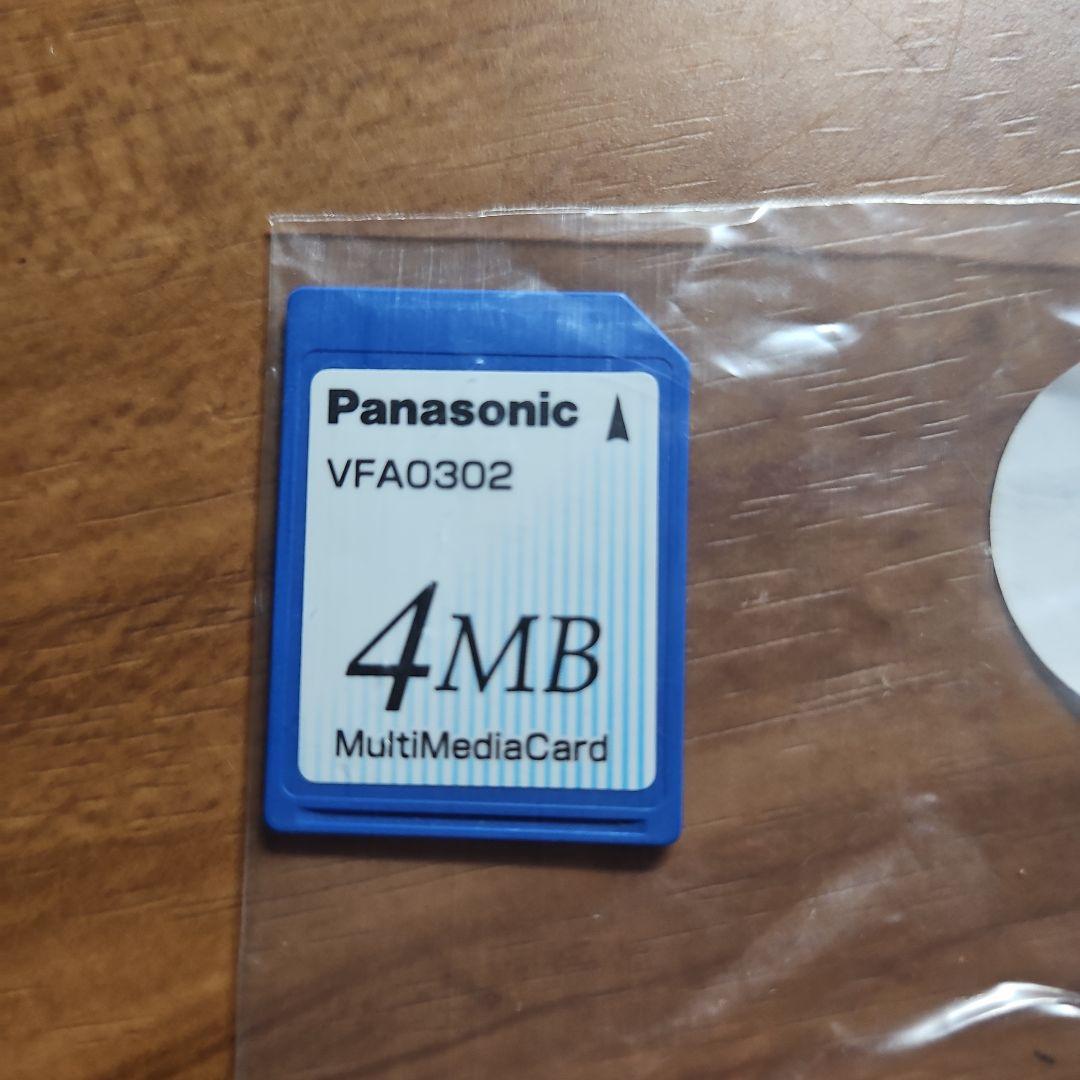 Panasonic
VFA0302
4MB
MultiMediaCard